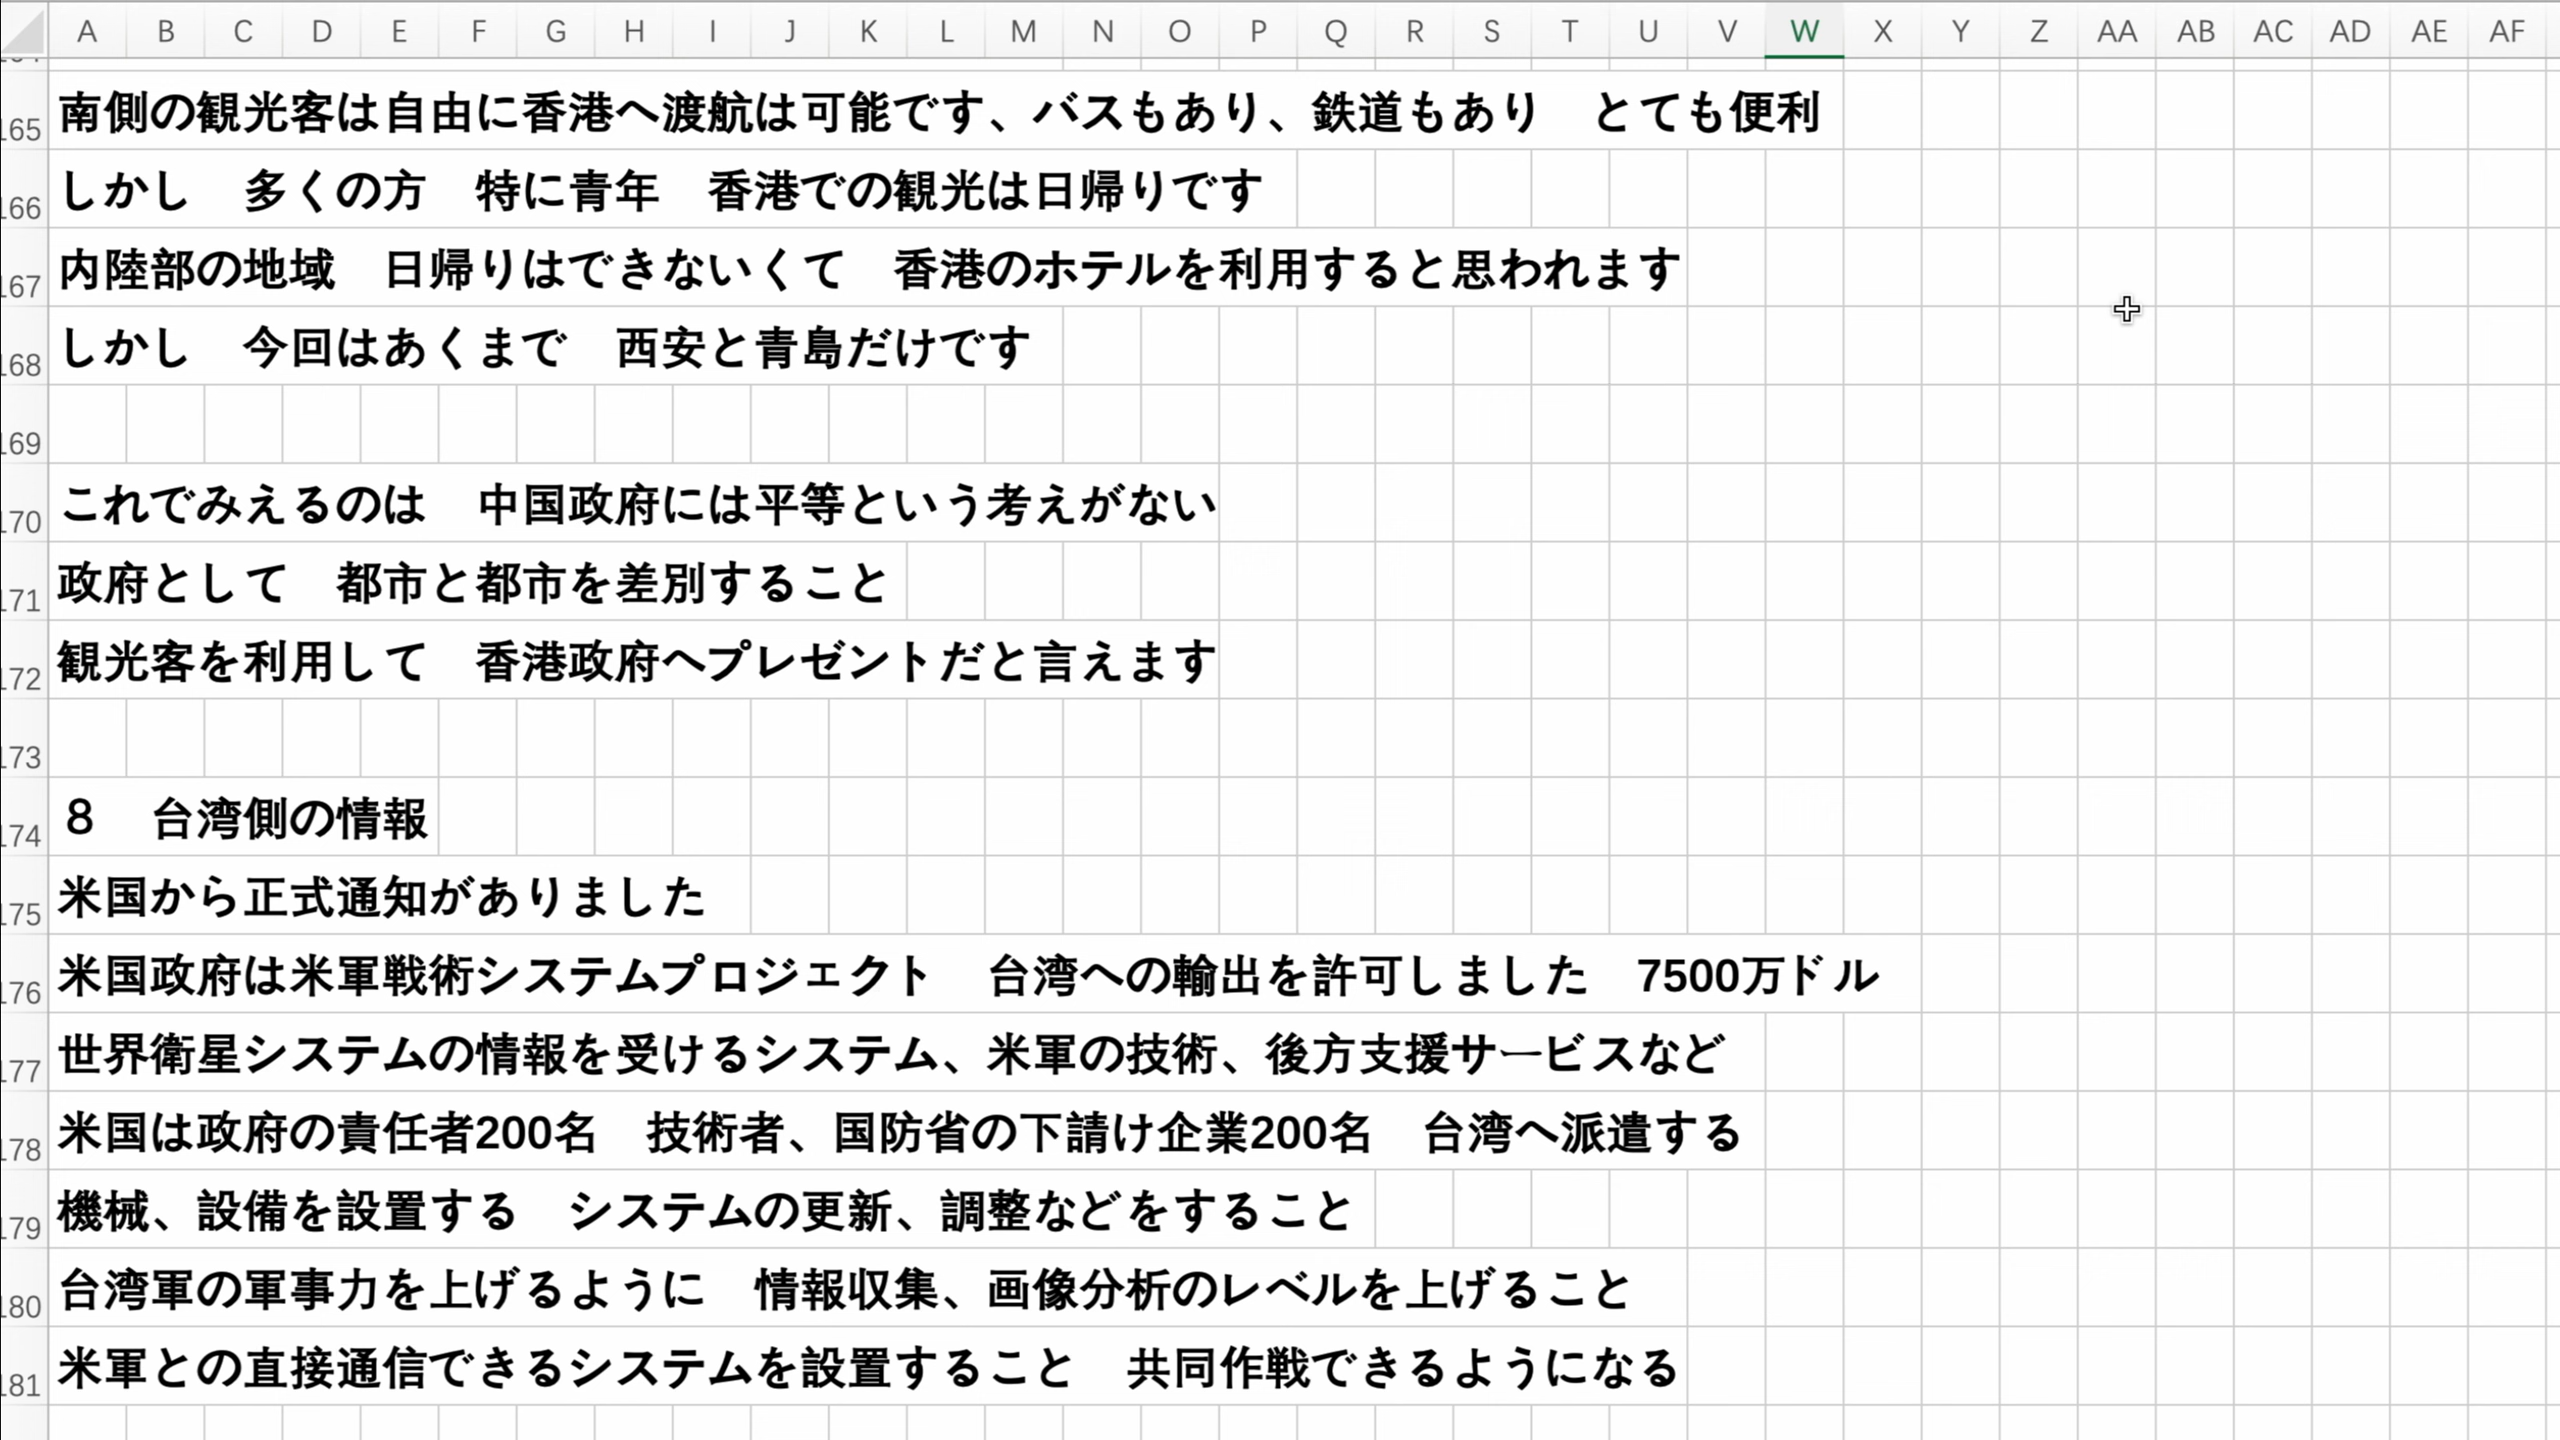 A B C D E F G H I J K L M N O P Q R S T U V W X Y Z AA AB AC AD AE AF
165 南側の観光客は自由に香港へ渡航は可能です、バスもあり、鉄道もあり　とても便利
166 しかし　多くの方　特に青年　香港での観光は日帰りです
167 内陸部の地域　日帰りはできないくて　香港のホテルを利用すると思われます
168 しかし　今回はあくまで　西安と青島だけです
169
170 これでみえるのは　中国政府には平等という考えがない
171 政府として　都市と都市を差別すること
172 観光客を利用して　香港政府へプレゼントだと言えます
173
174 8　台湾側の情報
175 米国から正式通知がありました
176 米国政府は米軍戦術システムプロジェクト　台湾への輸出を許可しました　7500万ドル
177 世界衛星システムの情報を受けるシステム、米軍の技術、後方支援サービスなど
178 米国は政府の責任者200名　技術者、国防省の下請け企業200名　台湾へ派遣する
179 機械、設備を設置する　システムの更新、調整などをすること
180 台湾軍の軍事力を上げるように　情報収集、画像分析のレベルを上げること
181 米軍との直接通信できるシステムを設置すること　共同作戦できるようになる